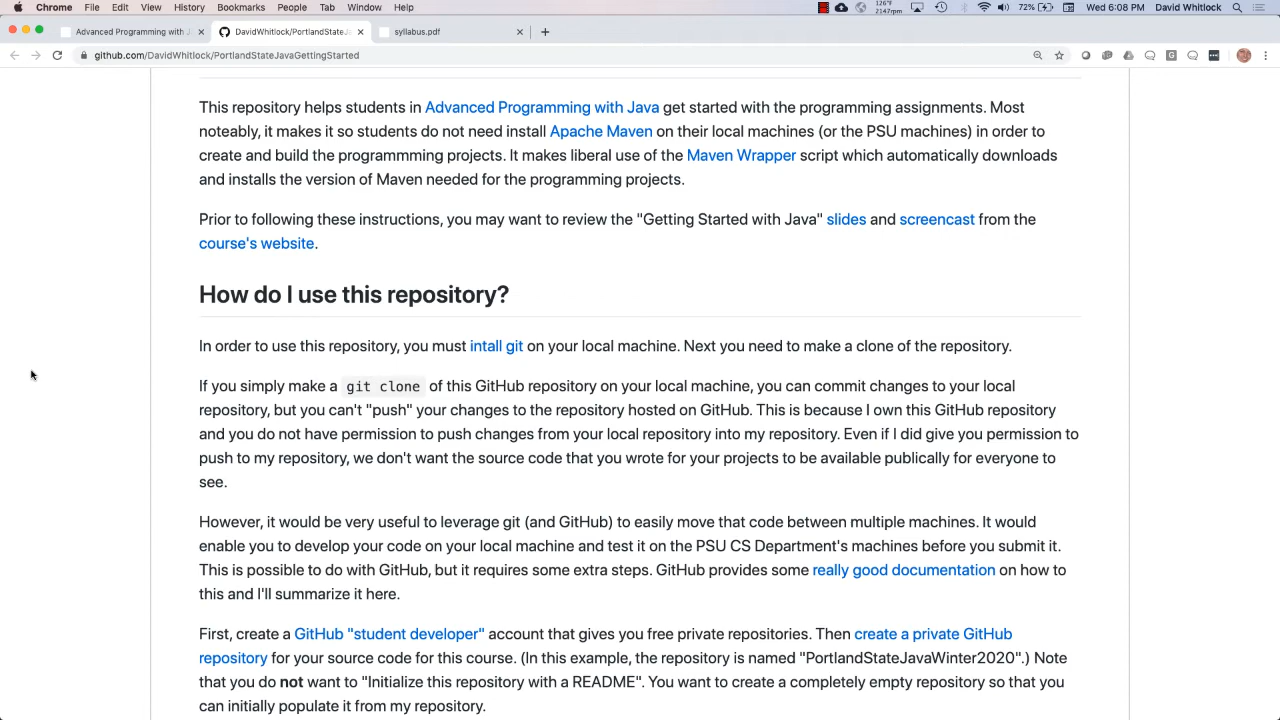 Chrome File Edit View History Bookmarks People Tab Window Help 126°F 2147rpm 72% Wed 6:08 PM David Whitlock
Advanced Programming with J DavidWhitlock/PortlandStateJa syllabus.pdf
github.com/DavidWhitlock/PortlandStateJavaGettingStarted
This repository helps students in Advanced Programming with Java get started with the programming assignments. Most
noteably, it makes it so students do not need install Apache Maven on their local machines (or the PSU machines) in order to
create and build the programmming projects. It makes liberal use of the Maven Wrapper script which automatically downloads
and installs the version of Maven needed for the programming projects.
Prior to following these instructions, you may want to review the "Getting Started with Java" slides and screencast from the
course's website.
How do I use this repository?
In order to use this repository, you must intall git on your local machine. Next you need to make a clone of the repository.
If you simply make a git clone of this GitHub repository on your local machine, you can commit changes to your local
repository, but you can't "push" your changes to the repository hosted on GitHub. This is because I own this GitHub repository
and you do not have permission to push changes from your local repository into my repository. Even if I did give you permission to
push to my repository, we don't want the source code that you wrote for your projects to be available publically for everyone to
see.
However, it would be very useful to leverage git (and GitHub) to easily move that code between multiple machines. It would
enable you to develop your code on your local machine and test it on the PSU CS Department's machines before you submit it.
This is possible to do with GitHub, but it requires some extra steps. GitHub provides some really good documentation on how to
this and I'll summarize it here.
First, create a GitHub "student developer" account that gives you free private repositories. Then create a private GitHub
repository for your source code for this course. (In this example, the repository is named "PortlandStateJavaWinter2020".) Note
that you do not want to "Initialize this repository with a README". You want to create a completely empty repository so that you
can initially populate it from my repository.